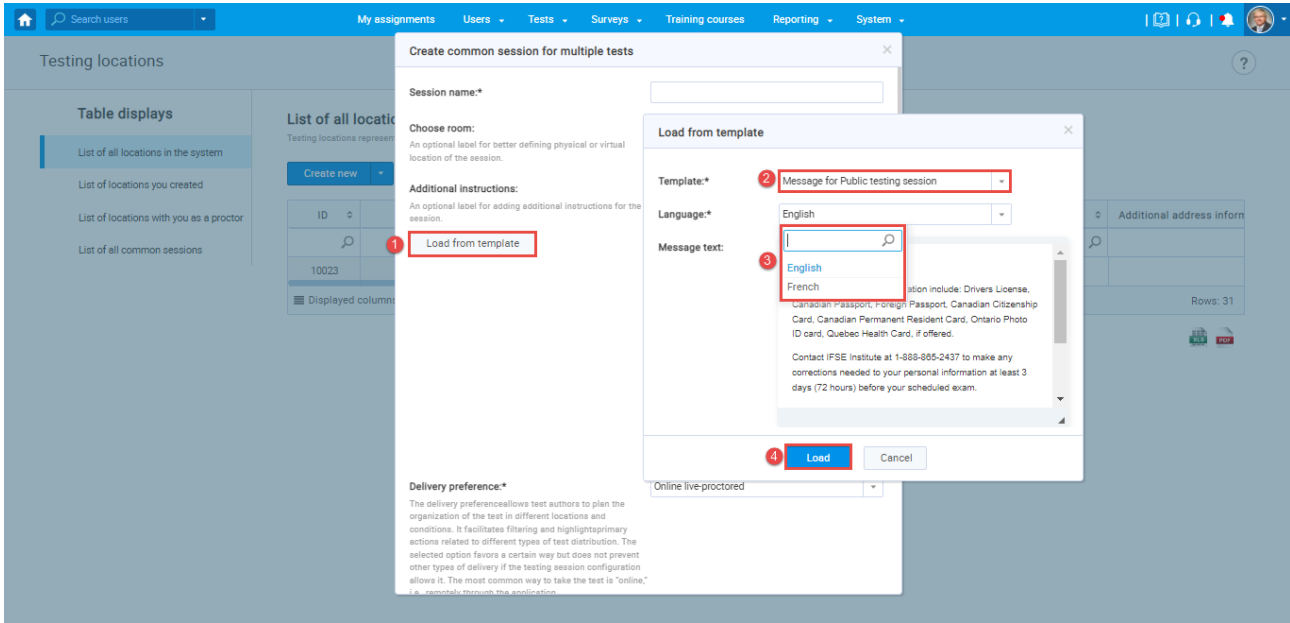 Search users
My assignments Users Tests Surveys Training courses Reporting System
Testing locations
?
Table displays
List of all locations in the system
List of locations you created
List of locations with you as a proctor
List of all common sessions
List of all
Testing locations
Create new
ID
Additional address inform
10023
Displayed columns
Rows: 31
XLS PDF
Create common session for multiple tests
Session name:*
Choose room:
An optional label for better defining physical or virtual
location of the session.
Additional instructions:
An optional label for adding additional instructions for the
session.
1 Load from template
Delivery preference:*
Online live-proctored
The delivery preferenceallows test authors to plan the
organization of the test in different locations and
conditions. It facilitates filtering and highlightsprimary
actions related to different types of test distribution. The
selected option favors a certain way but does not prevent
other types of delivery if the testing session configuration
allows it. The most common way to take the test is "online,"
i.e., remotely through the application.
Load from template
Template:* 2 Message for Public testing session
Language:* English
Message text:
3
English
French
ation include: Drivers License,
Canadian Passport, Foreign Passport, Canadian Citizenship
Card, Canadian Permanent Resident Card, Ontario Photo
ID card, Quebec Health Card, if offered.
Contact IFSE Institute at 1-888-865-2437 to make any
corrections needed to your personal information at least 3
days (72 hours) before your scheduled exam.
4 Load Cancel